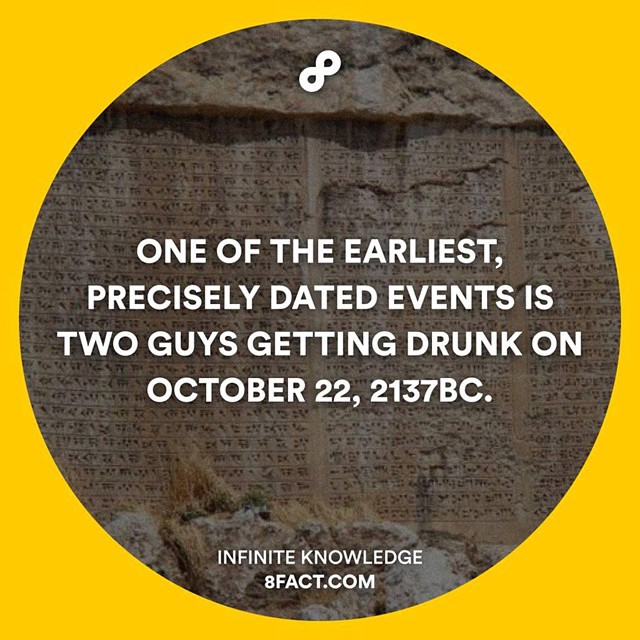 ONE OF THE EARLIEST,
PRECISELY DATED EVENTS IS
TWO GUYS GETTING DRUNK ON
OCTOBER 22, 2137BC.
INFINITE KNOWLEDGE
8FACT.COM